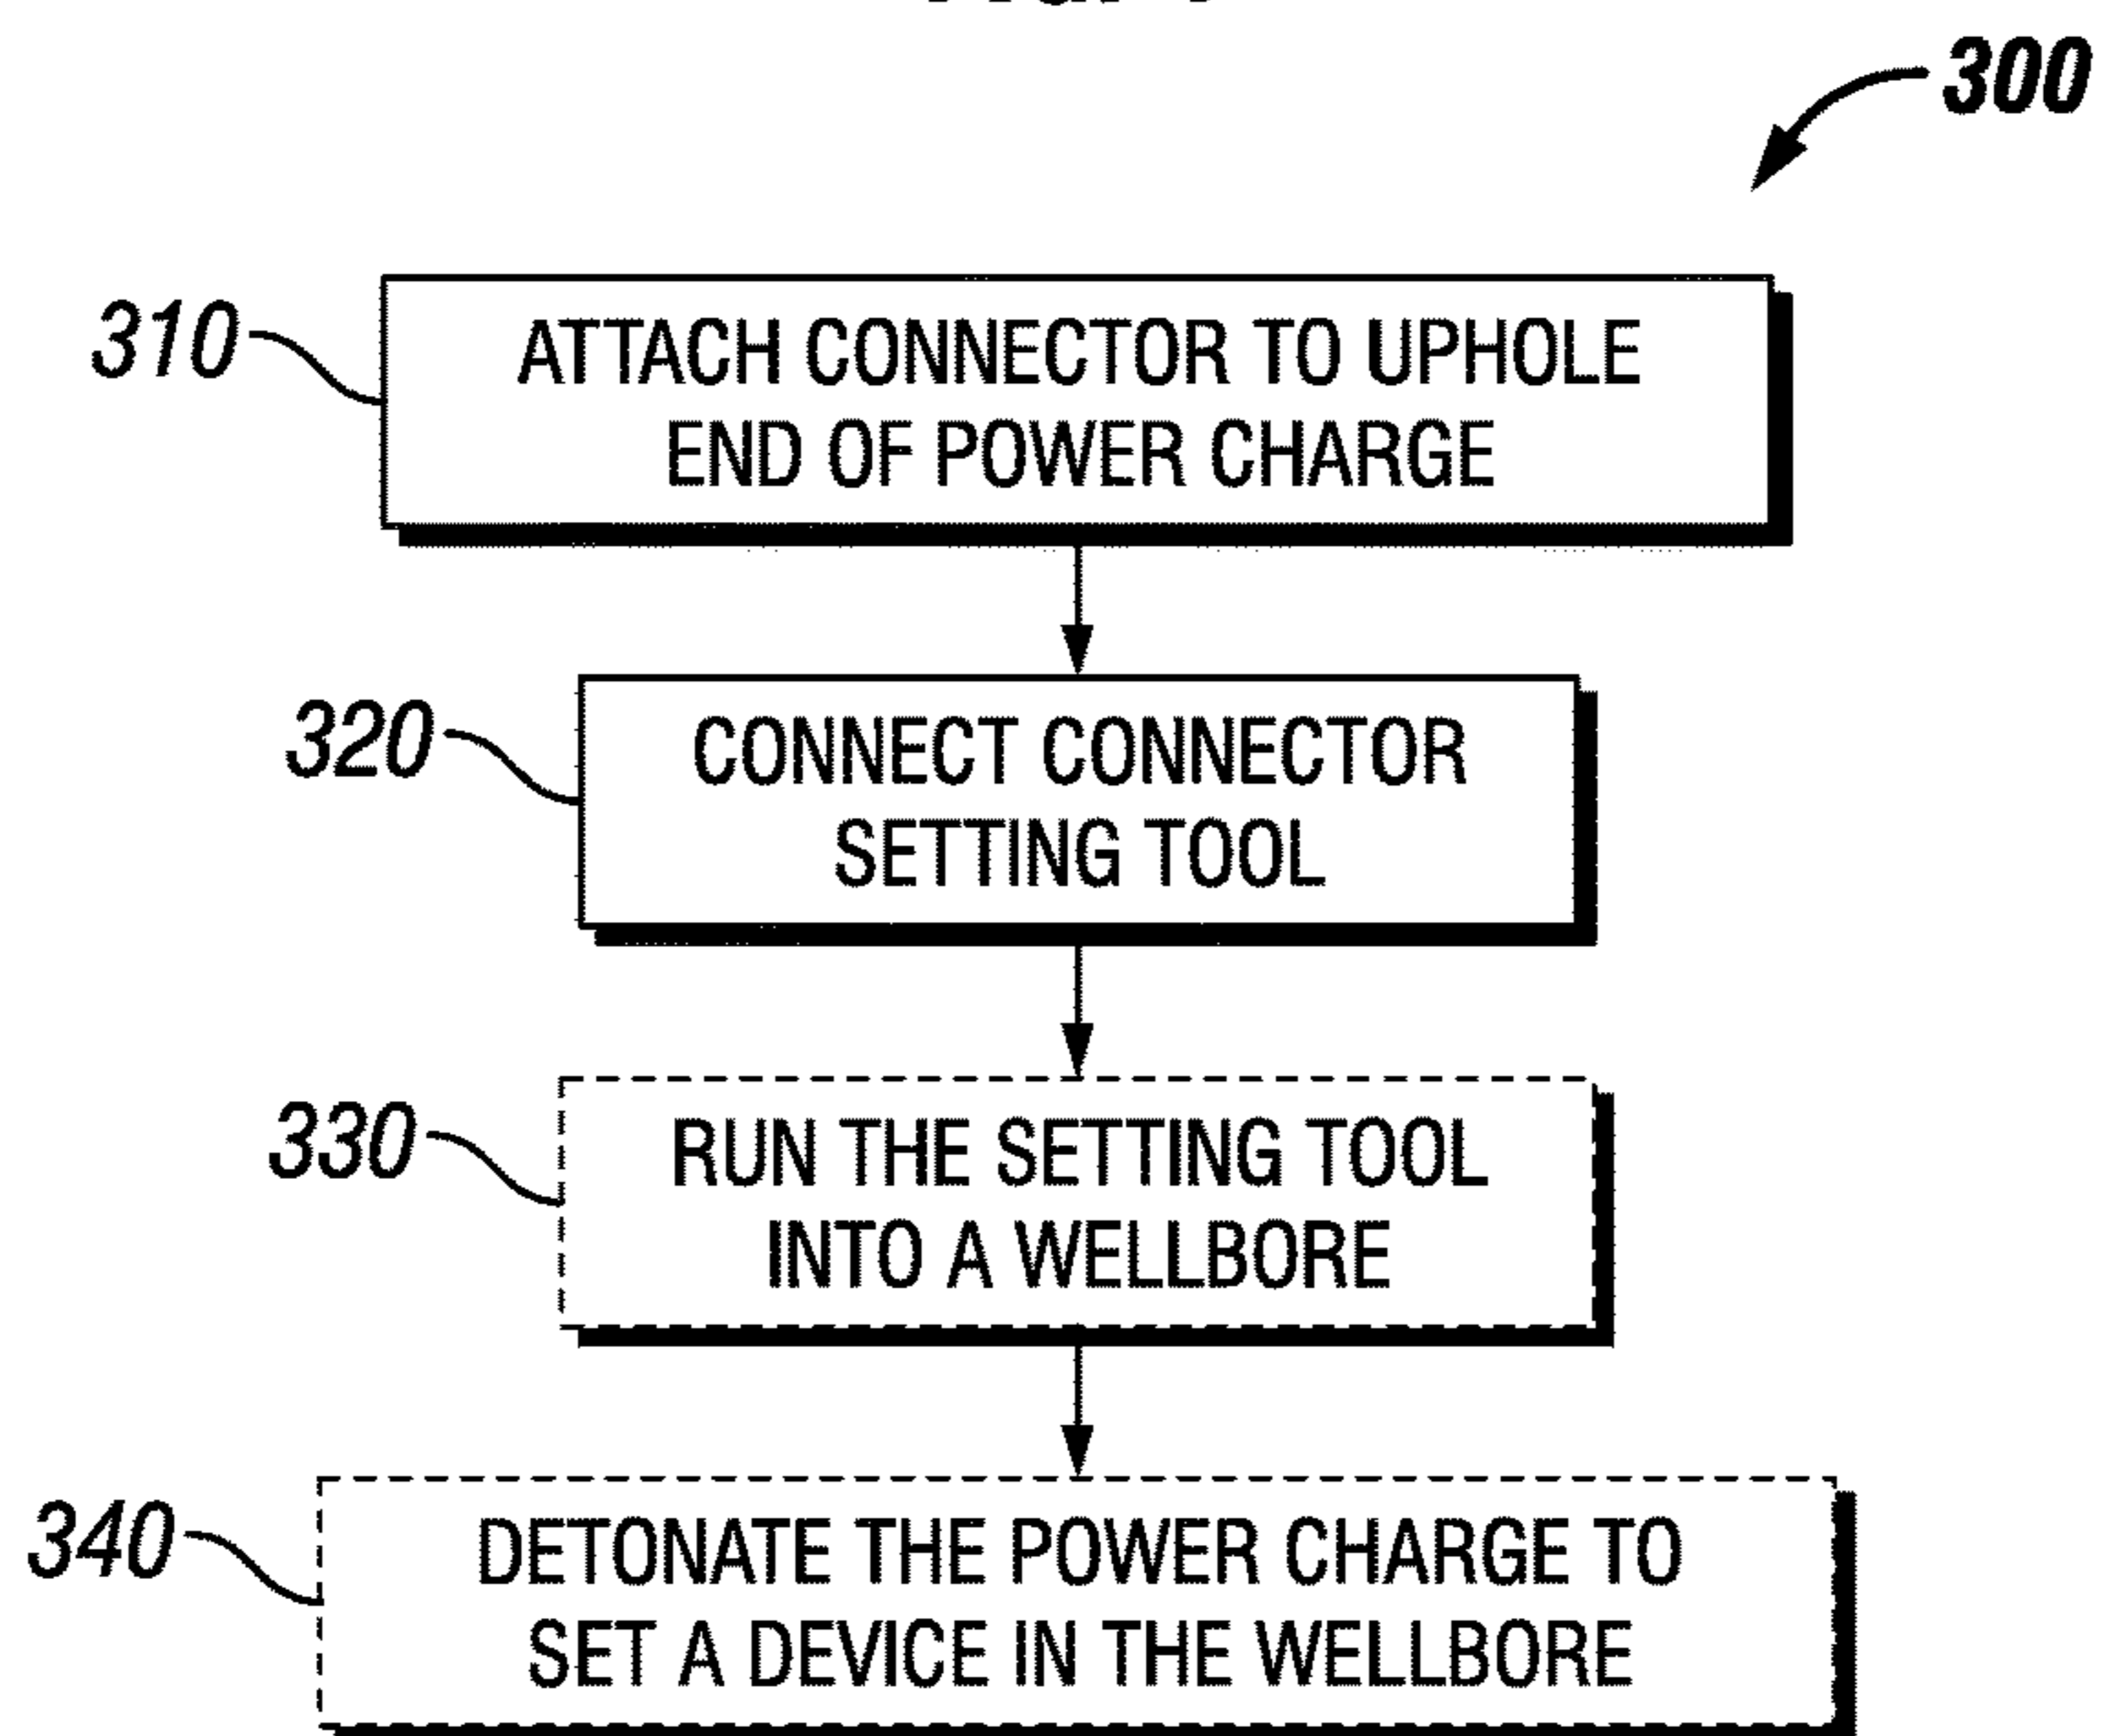 300
310
ATTACH CONNECTOR TO UPHOLE
END OF POWER CHARGE
320
CONNECT CONNECTOR
SETTING TOOL
330
RUN THE SETTING TOOL
INTO A WELLBORE
340
DETONATE THE POWER CHARGE TO
SET A DEVICE IN THE WELLBORE